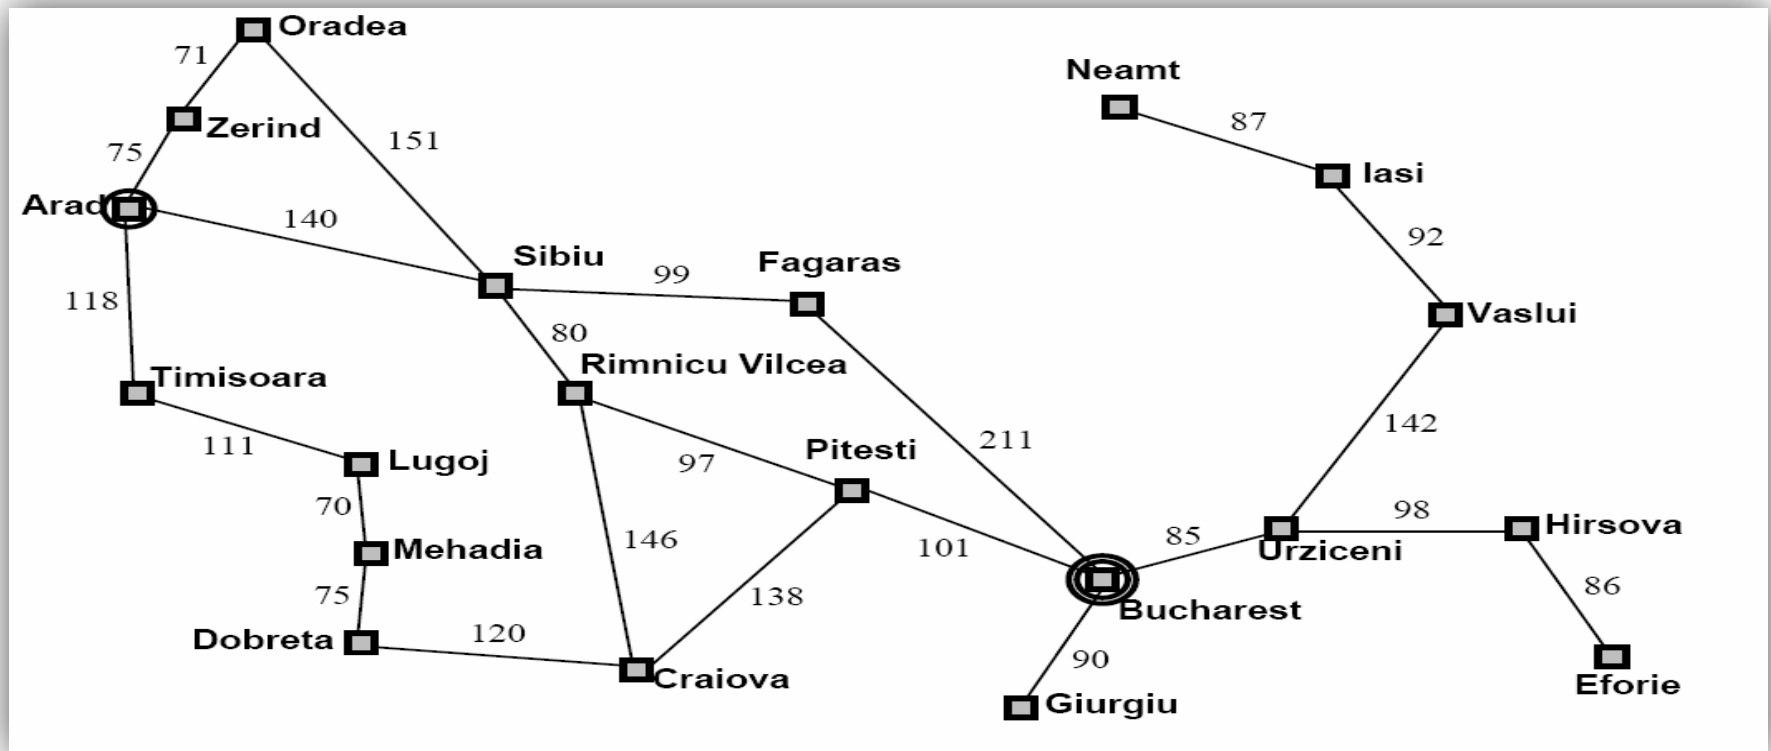 Oradea
71
Neamt
87
Zerind
151
75
Iasi
Arad
140
92
Sibiu
99
Fagaras
118
80
Vaslui
Rimnicu Vilcea
Timisoara
142
111
211
Pitesti
Lugoj
97
70
98
Hirsova
146
101
85
Urziceni
Mehadia
86
75
138
Bucharest
Dobreta
120
90
Craiova
Eforie
Giurgiu